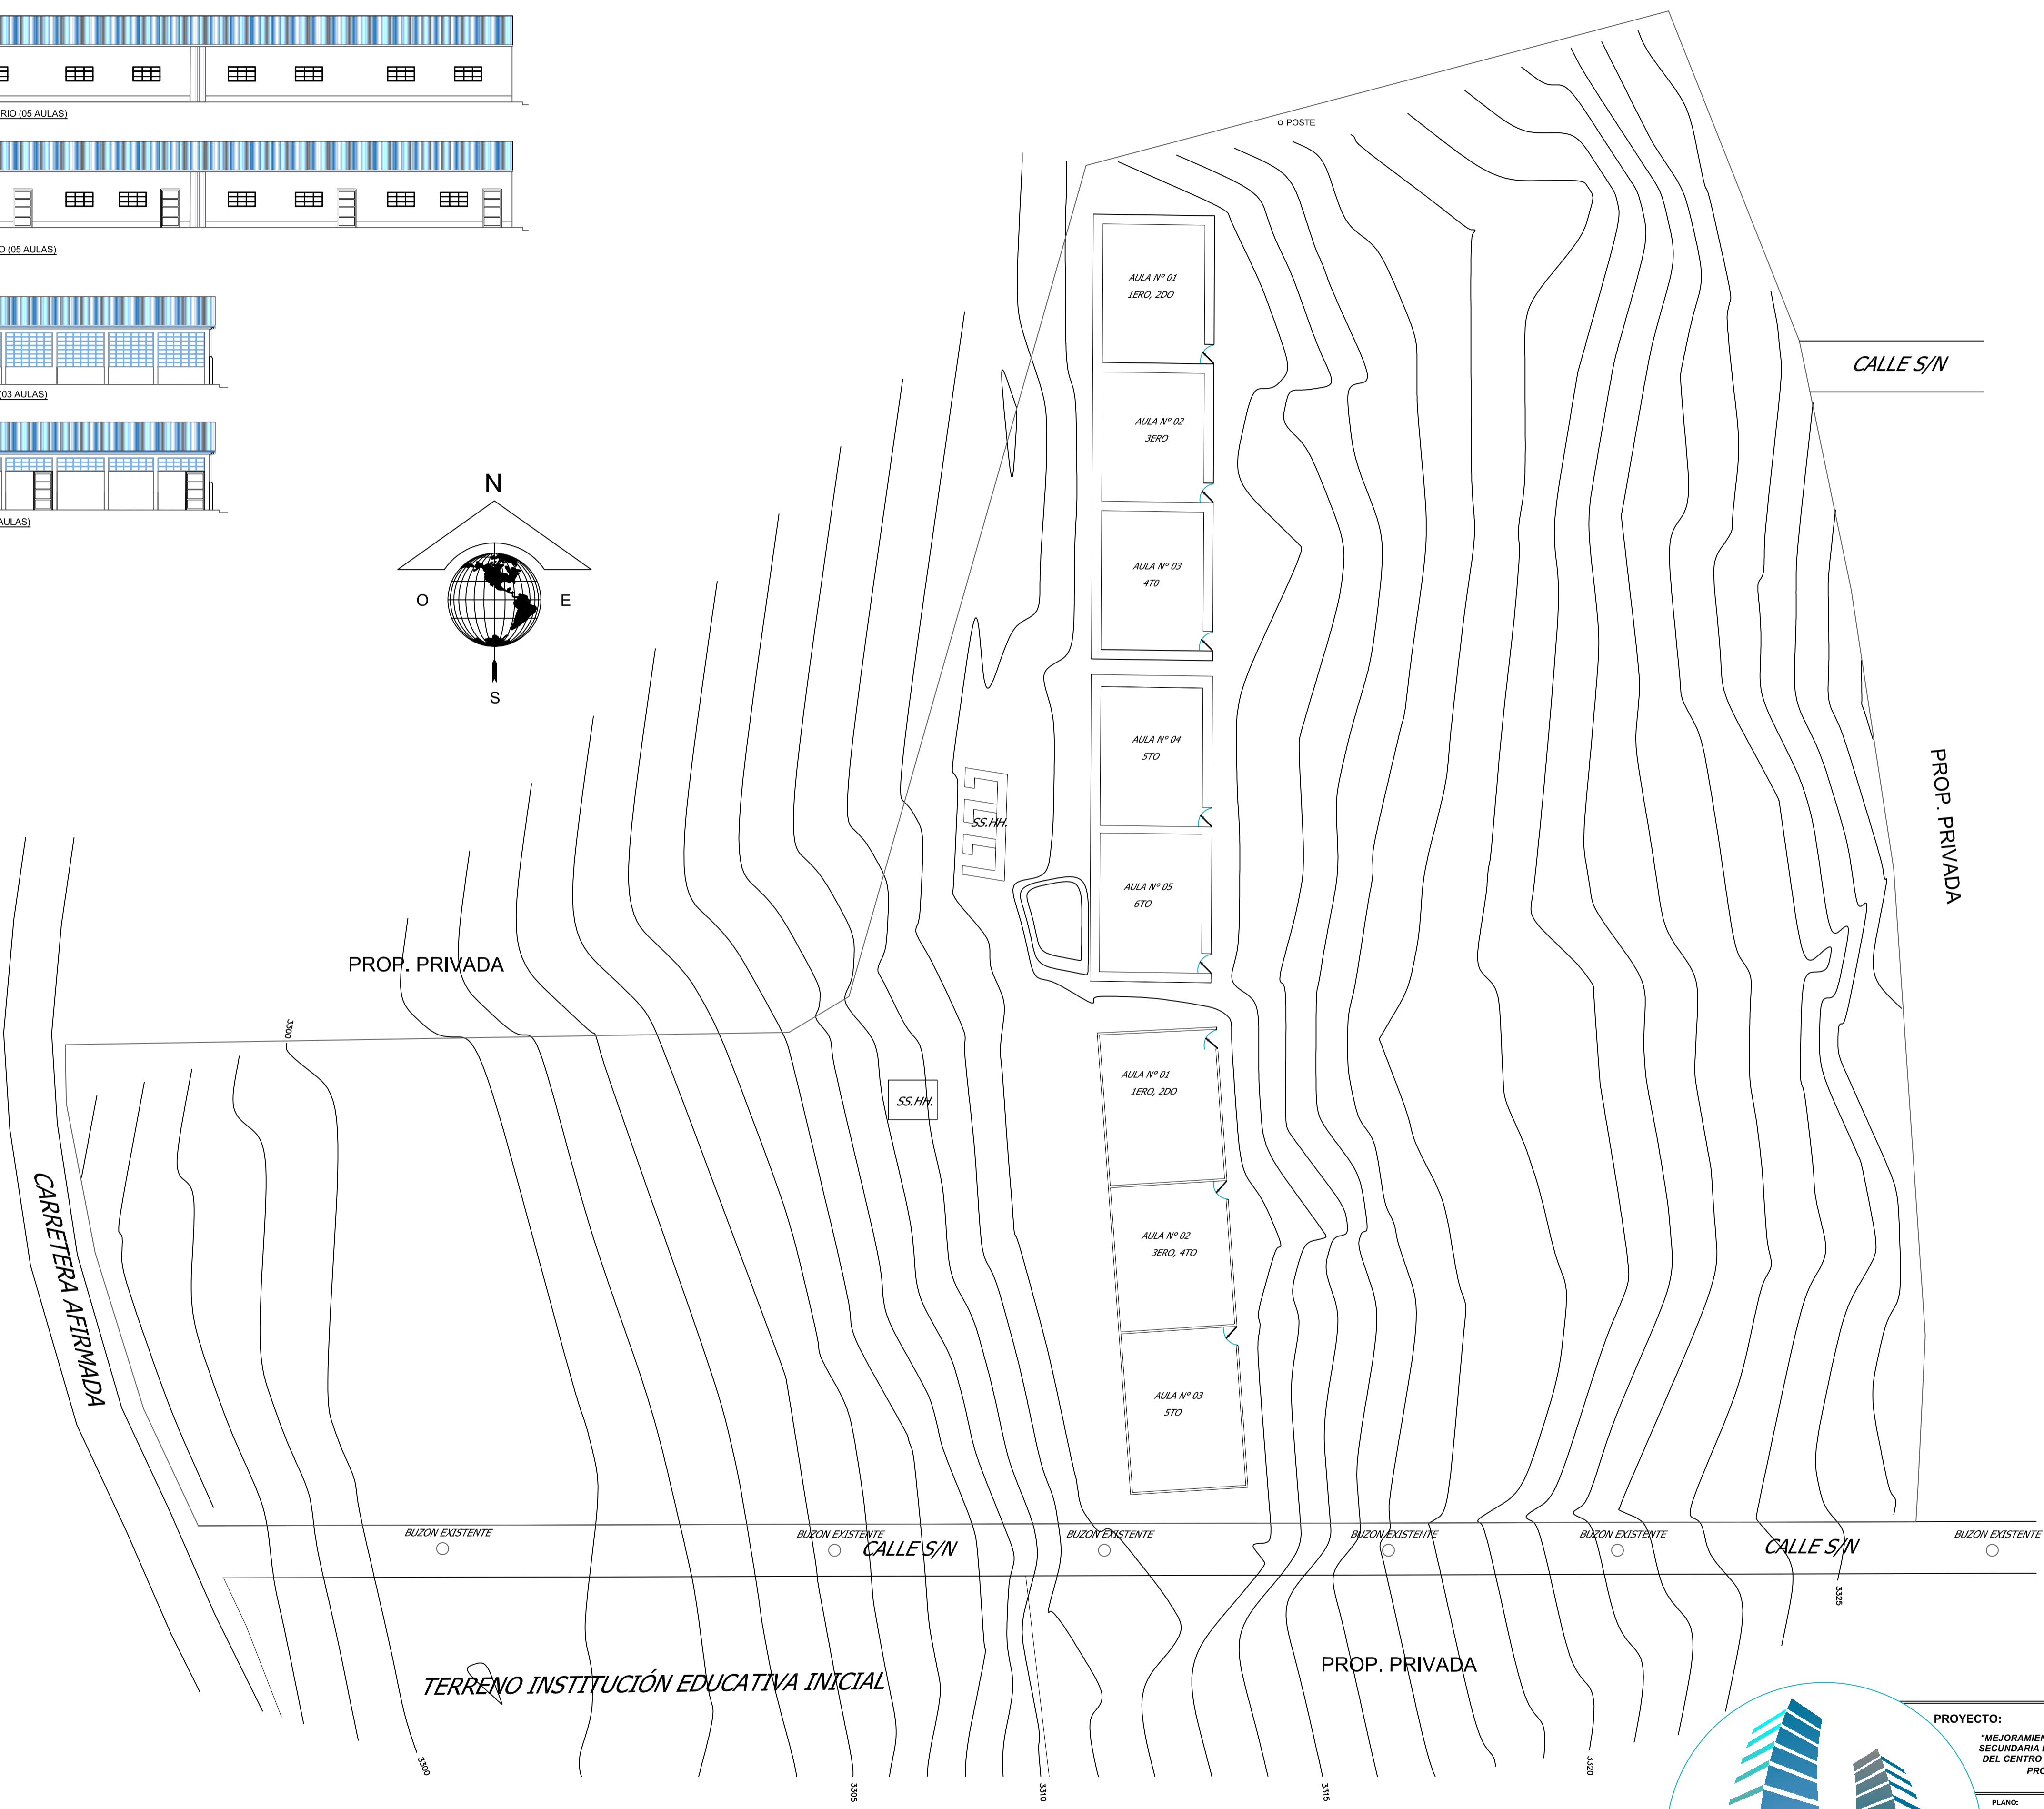 (05 AULAS)
(05 AULAS)
(03 AULAS)
AULAS)
N
O
E
S
POSTE
AULA Nº 01
1ERO, 2DO
CALLE S/N
AULA Nº 02
3ERO
AULA Nº 03
4T0
AULA Nº 04
5TO
PROP. PRIVADA
SS.HH.
AULA Nº 05
6TO
PROP. PRIVADA
3300
AULA Nº 01
1ERO, 2DO
SS.HH.
CARRETERA AFIRMADA
AULA Nº 02
3ERO, 4TO
AULA Nº 03
5TO
BUZON EXISTENTE
BUZON EXISTENTE
BUZON EXISTENTE
BUZON EXISTENTE
BUZON EXISTENTE
BUZON EXISTENTE
CALLE S/N
CALLE S/N
3325
TERRENO INSTITUCIÓN EDUCATIVA INICIAL
PROP. PRIVADA
3300
3305
3310
3315
3320
PROYECTO:
SECUNDARIA
DEL CENTRO
PLANO: